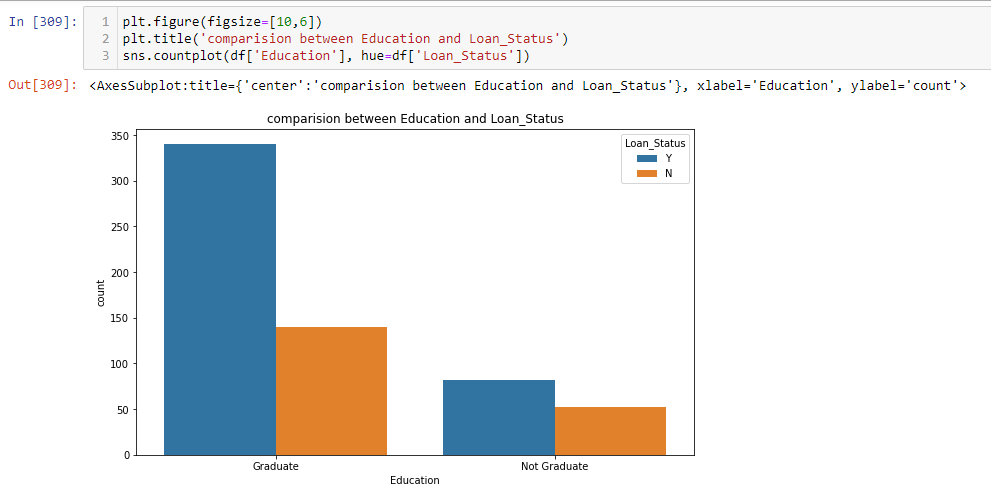 In [309]:
1 plt.figure(figsize=[10,6])
2 plt.title('comparision between Education and Loan_Status')
3 sns.countplot(df['Education'], hue=df['Loan_Status'])
Out[309]: <AxesSubplot:title={'center':'comparision between Education and Loan_Status'}, xlabel='Education', ylabel='count'>
comparision between Education and Loan_Status
Loan_Status
Y
N
350
300
250
200
150
100
50
0
count
Graduate Not Graduate
Education